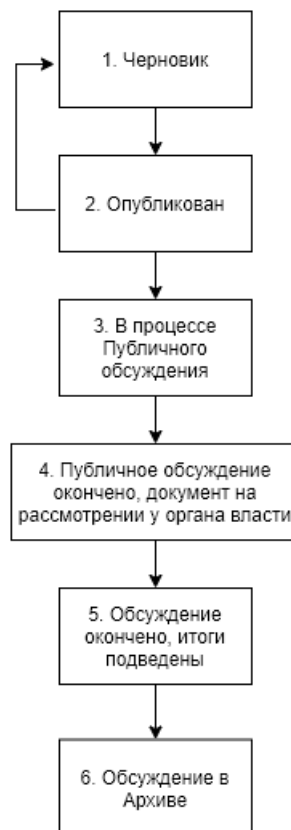 1. Черновик
2. Опубликован
3. В процессе
Публичного
обсуждения
4. Публичное обсуждение
окончено, документ на
рассмотрении у органа власти
5. Обсуждение
окончено, итоги
подведены
6. Обсуждение в
Архиве